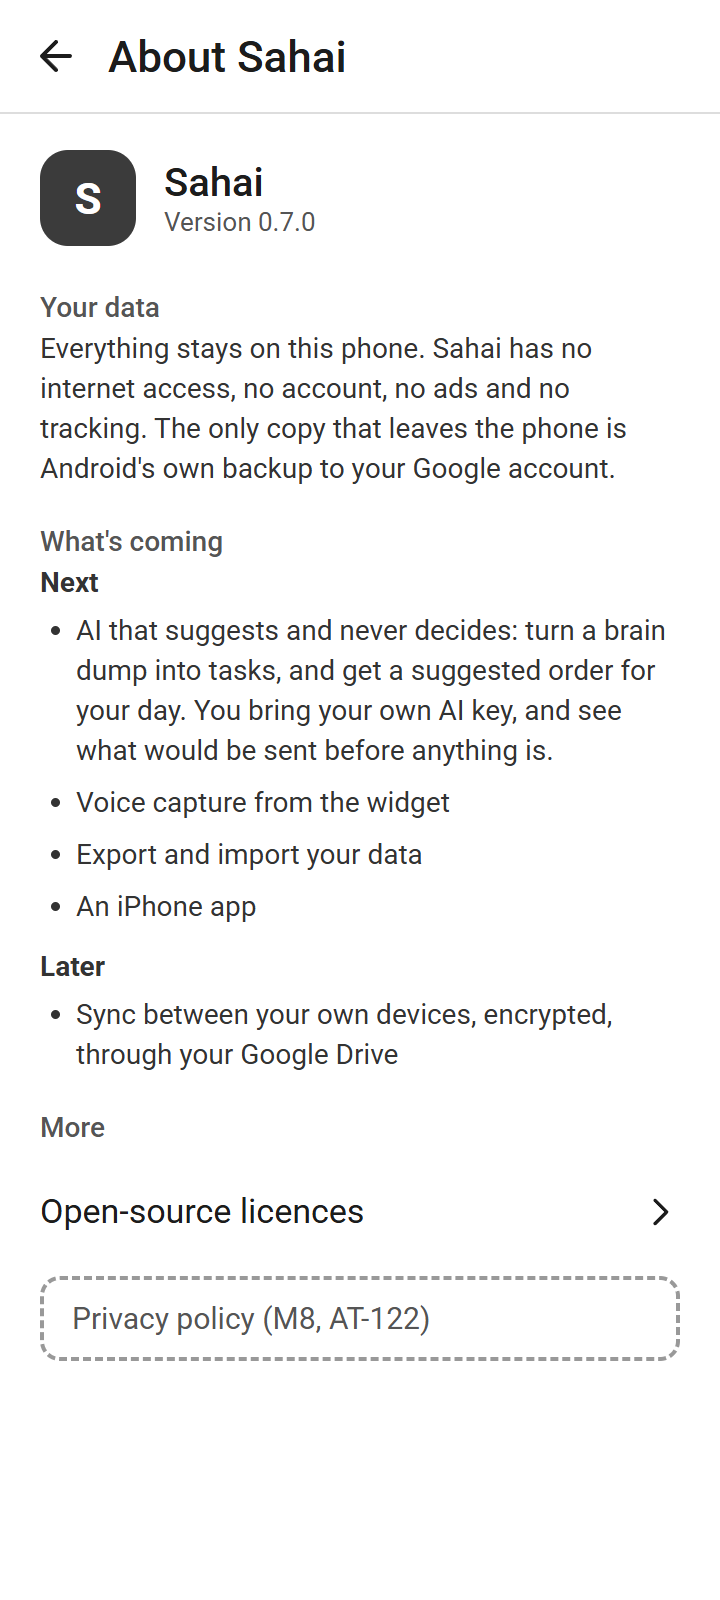 About Sahai
S
Sahai
Version 0.7.0
Your data
Everything stays on this phone. Sahai has no
internet access, no account, no ads and no
tracking. The only copy that leaves the phone is
Android's own backup to your Google account.
What's coming
Next
• AI that suggests and never decides: turn a brain
dump into tasks, and get a suggested order for
your day. You bring your own AI key, and see
what would be sent before anything is.
• Voice capture from the widget
• Export and import your data
• An iPhone app
Later
• Sync between your own devices, encrypted,
through your Google Drive
More
Open-source licences
Privacy policy (M8, AT-122)